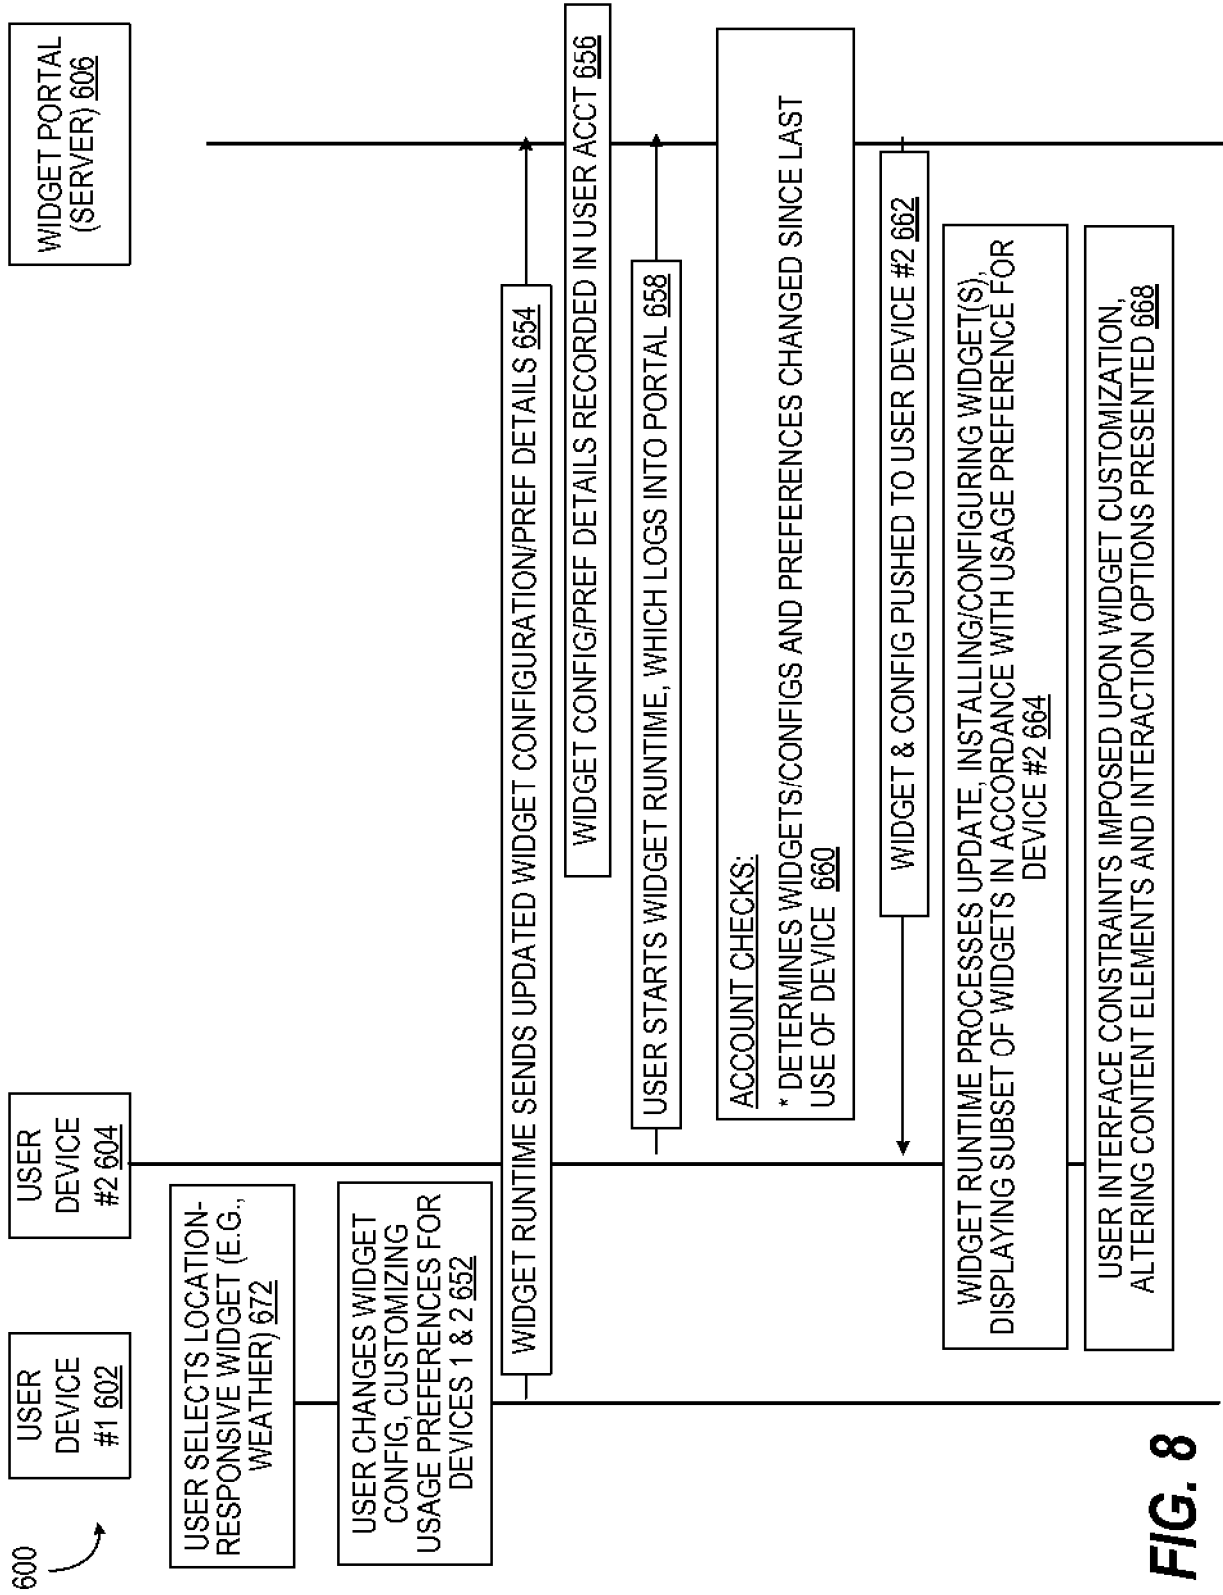 600
USER
DEVICE
#1 602
USER
DEVICE
#2 604
WIDGET PORTAL
(SERVER) 606
USER SELECTS LOCATION-
RESPONSIVE WIDGET (E.G.,
WEATHER) 672
USER CHANGES WIDGET
CONFIG, CUSTOMIZING
USAGE PREFERENCES FOR
DEVICES 1 & 2 652
WIDGET RUNTIME SENDS UPDATED WIDGET CONFIGURATION/PREF DETAILS 654
WIDGET CONFIG/PREF DETAILS RECORDED IN USER ACCT 656
USER STARTS WIDGET RUNTIME, WHICH LOGS INTO PORTAL 658
ACCOUNT CHECKS:
* DETERMINES WIDGETS/CONFIGS AND PREFERENCES CHANGED SINCE LAST
USE OF DEVICE 660
WIDGET & CONFIG PUSHED TO USER DEVICE #2 662
WIDGET RUNTIME PROCESSES UPDATE, INSTALLING/CONFIGURING WIDGET(S),
DISPLAYING SUBSET OF WIDGETS IN ACCORDANCE WITH USAGE PREFERENCE FOR
DEVICE #2 664
USER INTERFACE CONSTRAINTS IMPOSED UPON WIDGET CUSTOMIZATION,
ALTERING CONTENT ELEMENTS AND INTERACTION OPTIONS PRESENTED 668
FIG. 8